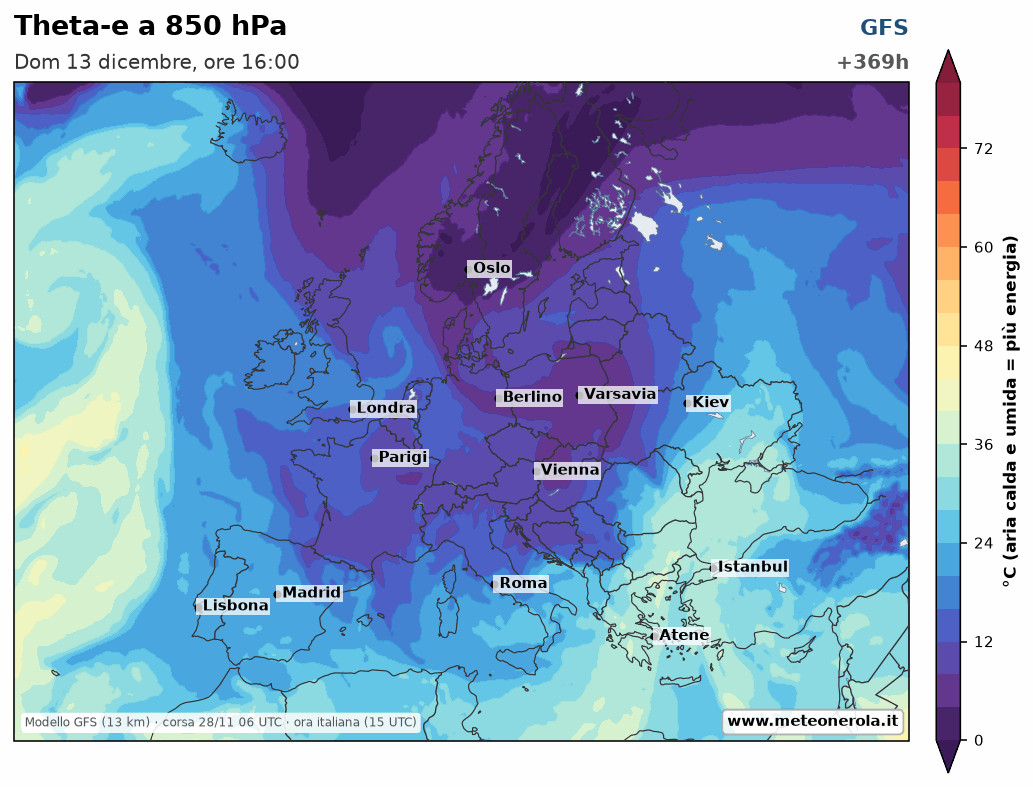 Theta-e a 850 hPa
GFS
Dom 13 dicembre, ore 16:00
+369h
Oslo
Berlino
Varsavia
Kiev
Londra
Parigi
Vienna
Istanbul
Roma
Madrid
Lisbona
Atene
Modello GFS (13 km) · corsa 28/11 06 UTC · ora italiana (15 UTC)
www.meteonerola.it
72
60
48
36
24
12
0
°C (aria calda e umida = più energia)